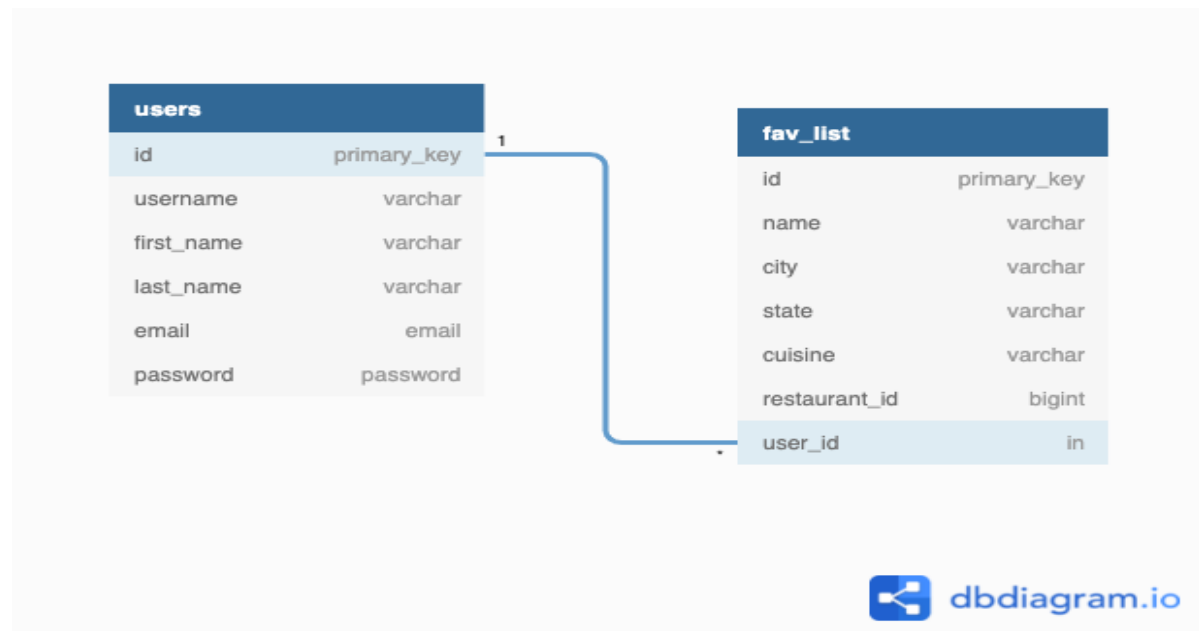 users
id primary_key
username varchar
first_name varchar
last_name varchar
email email
password password
1
*
fav_list
id primary_key
name varchar
city varchar
state varchar
cuisine varchar
restaurant_id bigint
user_id in
dbdiagram.io